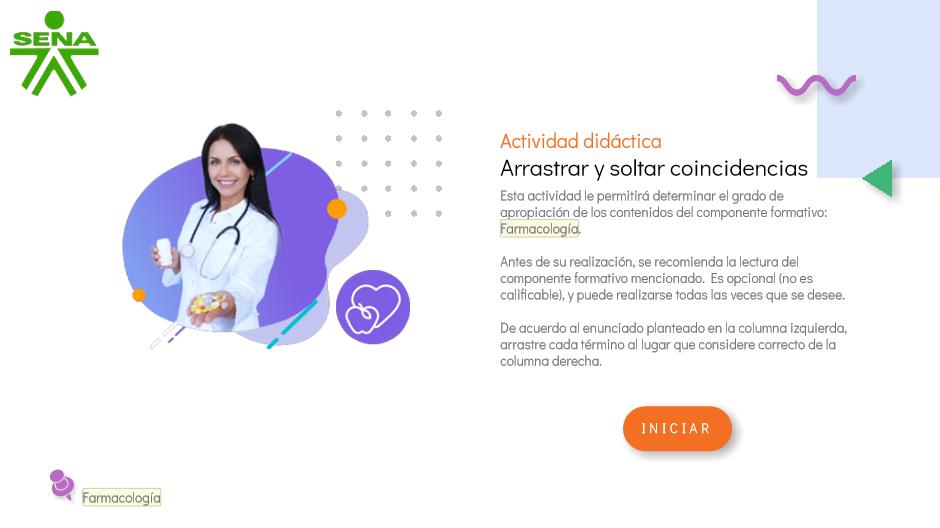 SENA
Actividad didáctica
Arrastrar y soltar coincidencias
Esta actividad le permitirá determinar el grado de
apropiación de los contenidos del componente formativo:
Farmacología.
Antes de su realización, se recomienda la lectura del
componente formativo mencionado. Es opcional (no es
calificable), y puede realizarse todas las veces que se desee.
De acuerdo al enunciado planteado en la columna izquierda,
arrastre cada término al lugar que considere correcto de la
columna derecha.
INICIAR
Farmacología